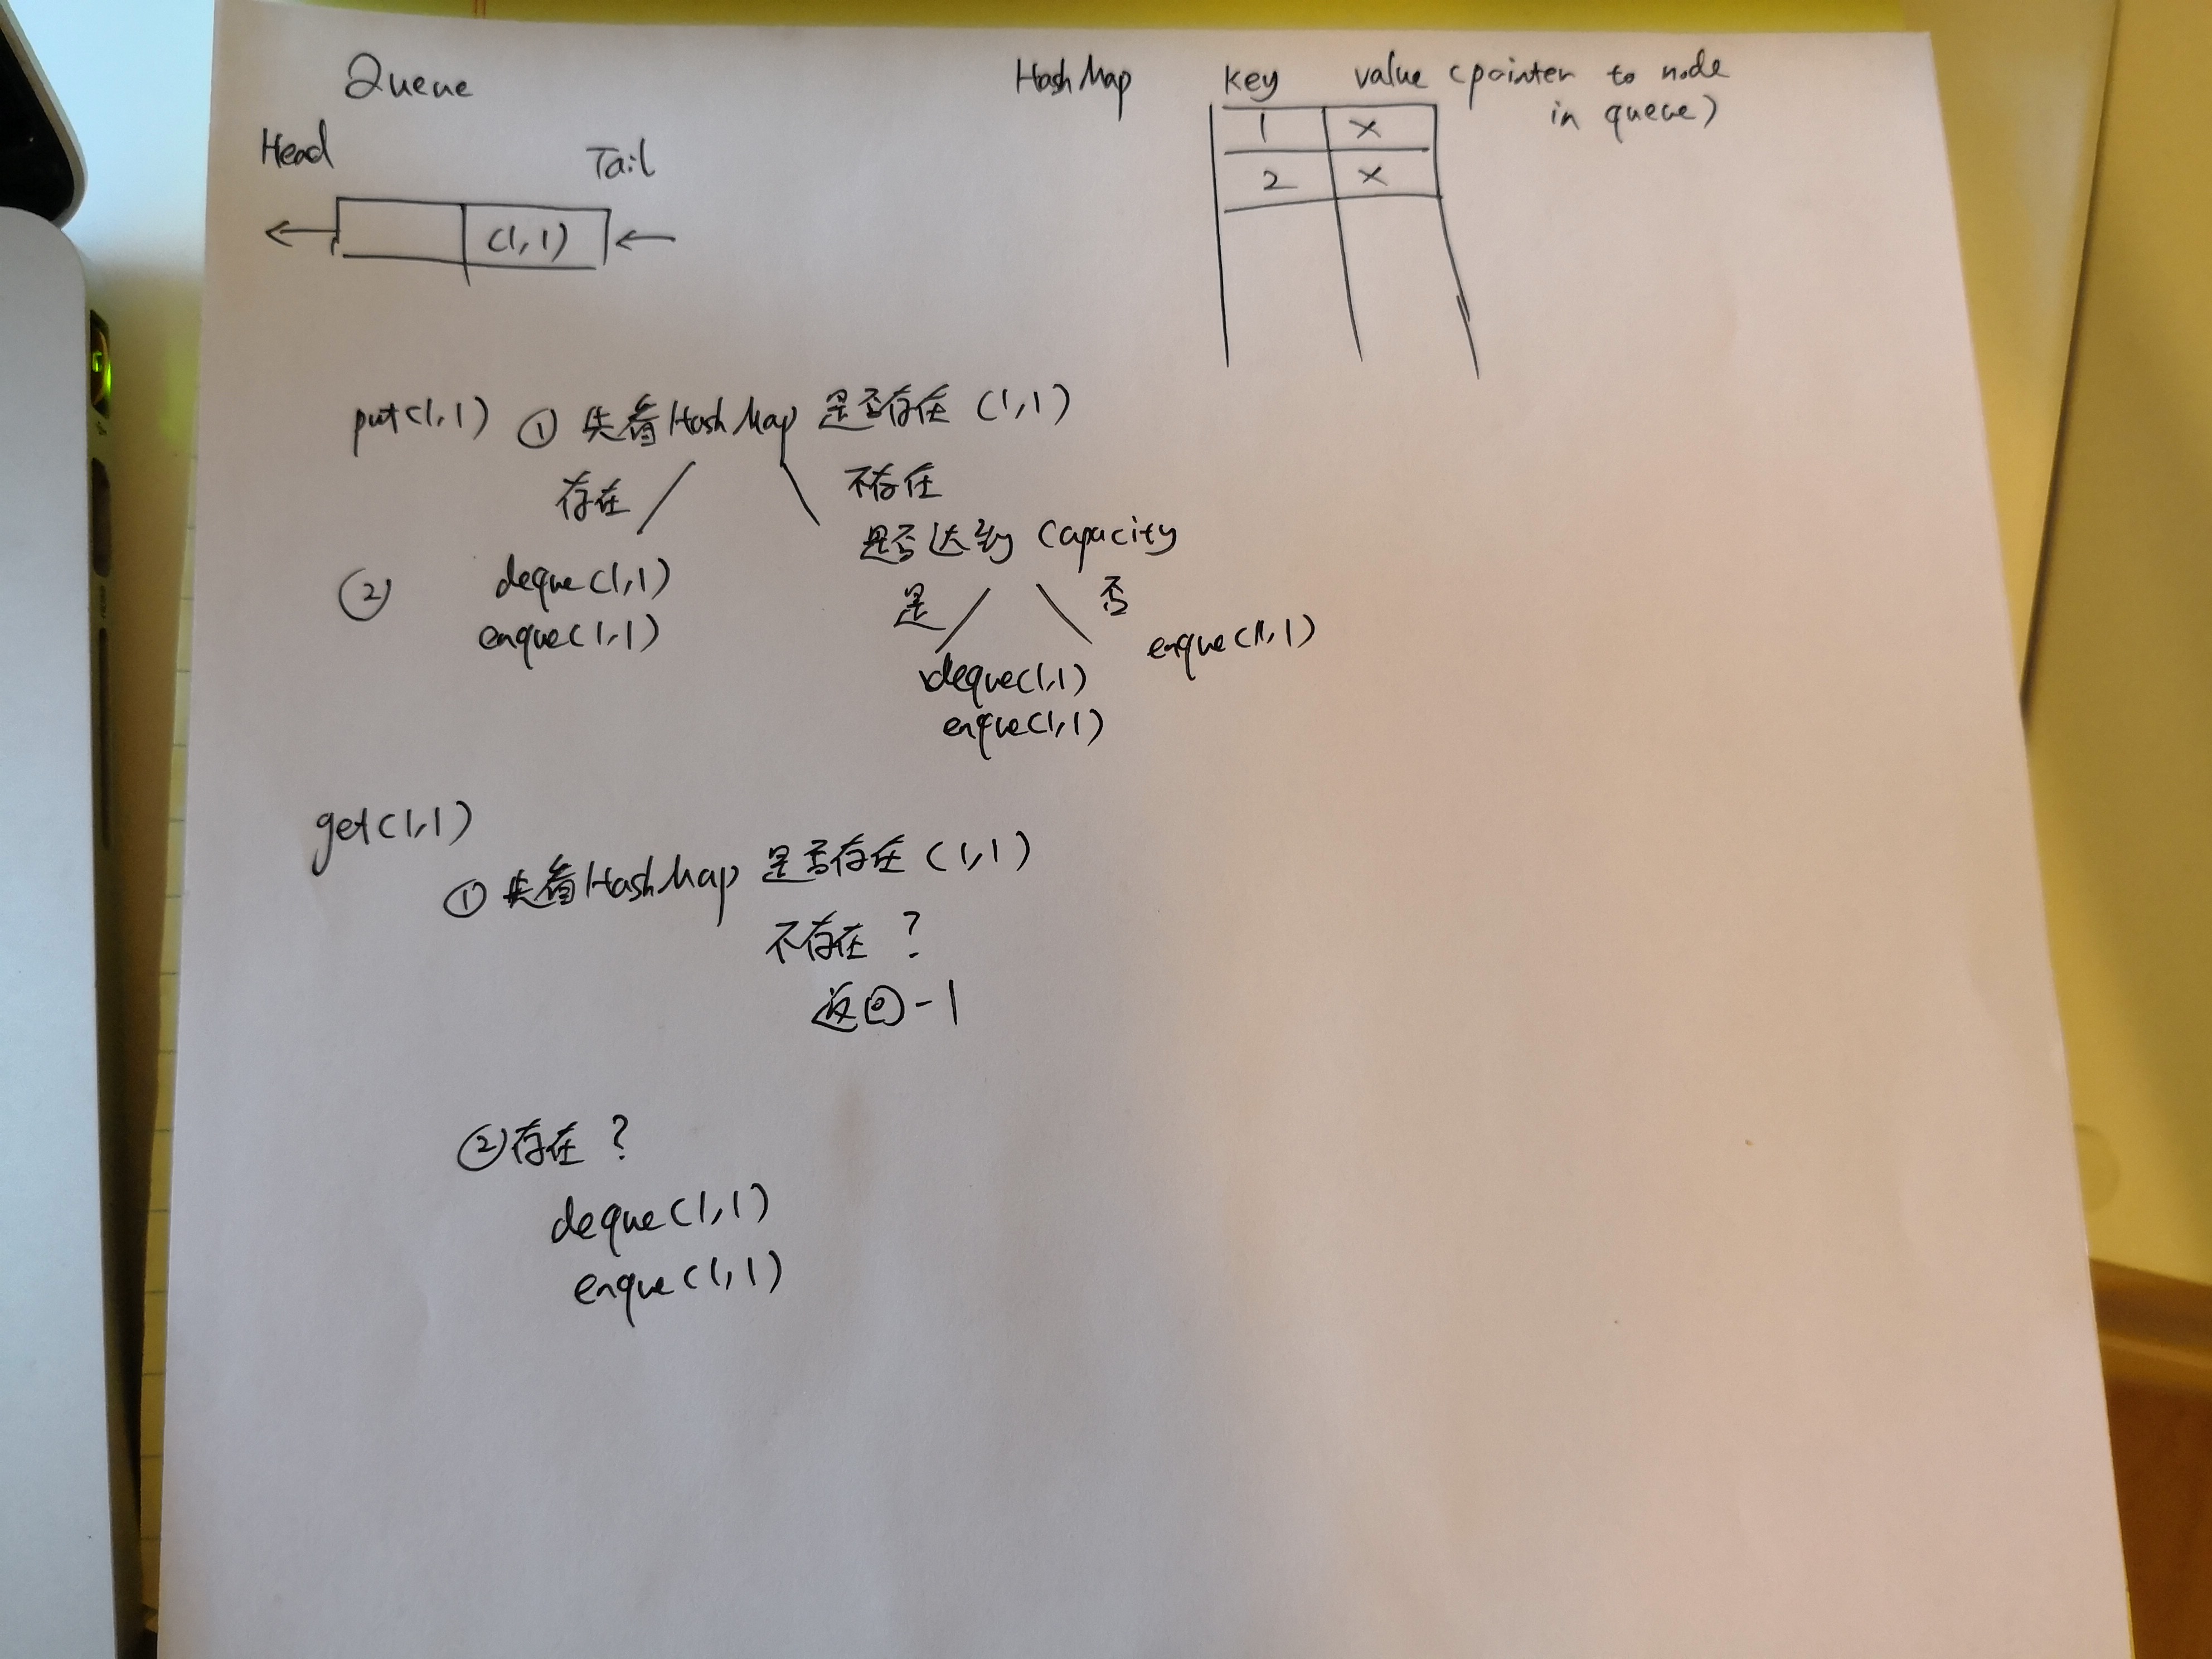 Queue
HashMap key value (pointer to node
in queue)
Head Tail
1 x
2 x
(1,1)
put(1,1) ① 先看HashMap 是否存在 (1,1)
存在 不存在
是否达到 Capacity
② deque(1,1)
enque(1,1)
是 否
enque(1,1)
deque(1,1)
enque(1,1)
get(1,1)
① 先看HashMap 是否存在 (1,1)
不存在 ?
返回-1
②存在 ?
deque(1,1)
enque(1,1)